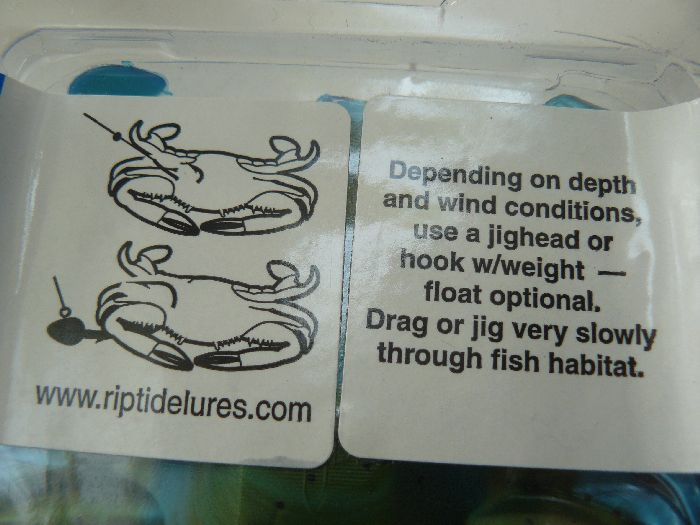 www.riptidelures.com
Depending on depth
and wind conditions,
use a jighead or
hook w/weight —
float optional.
Drag or jig very slowly
through fish habitat.